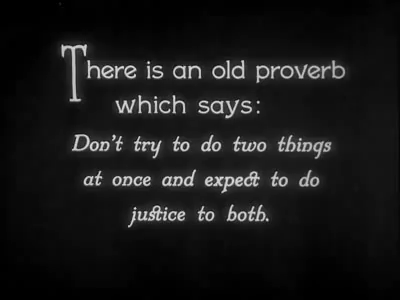 There is an old proverb
which says:
Don't try to do two things
at once and expect to do
justice to both.